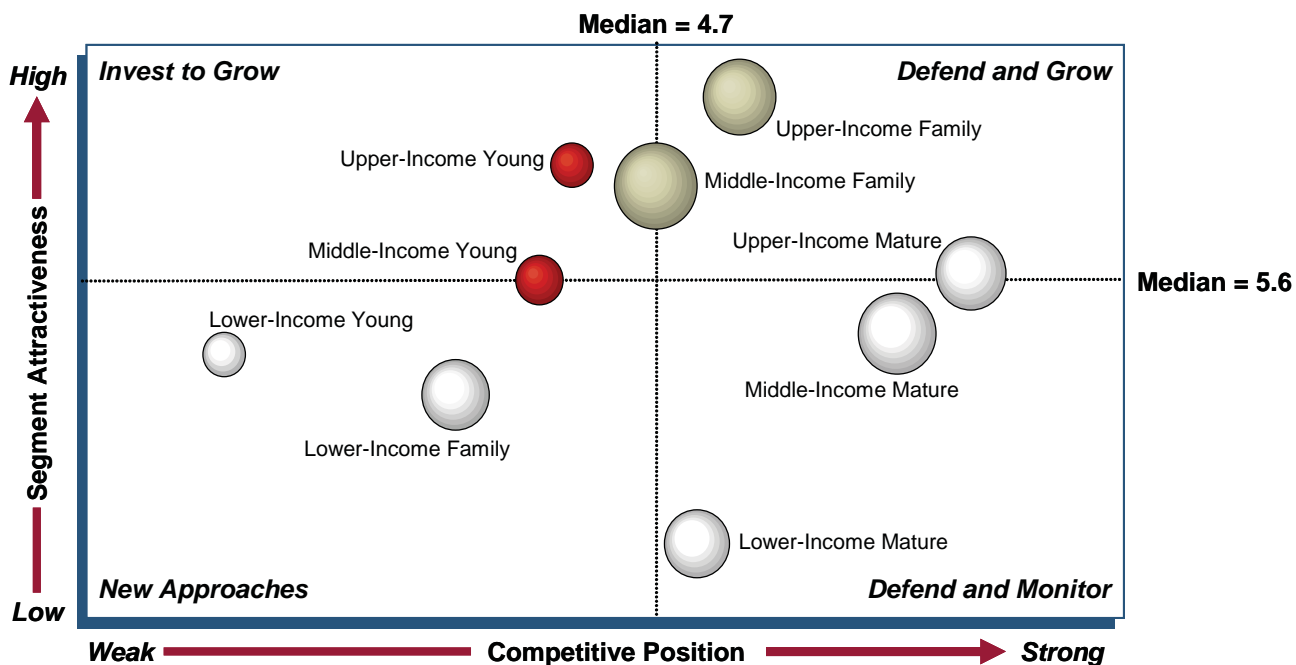 Median = 4.7
High
Invest to Grow
Defend and Grow
Upper-Income Family
Upper-Income Young
Middle-Income Family
Upper-Income Mature
Middle-Income Young
Median = 5.6
Segment Attractiveness
Lower-Income Young
Middle-Income Mature
Lower-Income Family
Lower-Income Mature
New Approaches
Defend and Monitor
Low
Weak
Competitive Position
Strong